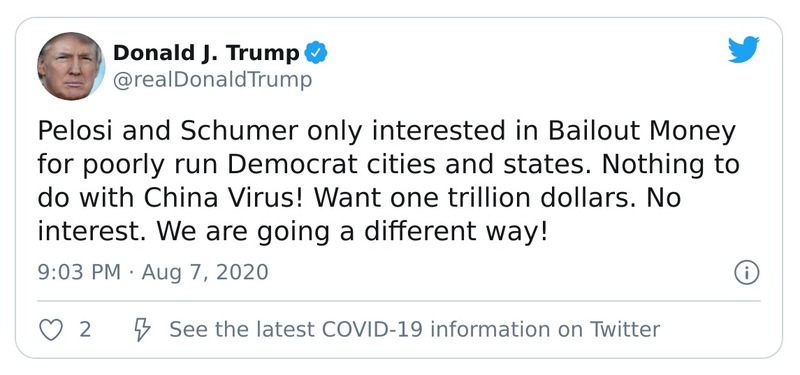 Donald J. Trump
@realDonaldTrump
Pelosi and Schumer only interested in Bailout Money
for poorly run Democrat cities and states. Nothing to
do with China Virus! Want one trillion dollars. No
interest. We are going a different way!
9:03 PM · Aug 7, 2020
2 See the latest COVID-19 information on Twitter